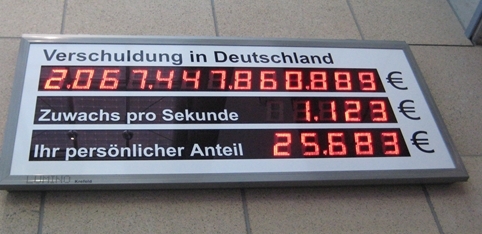 Verschuldung in Deutschland
2.067.447.860.889 €
Zuwachs pro Sekunde 1.123 €
Ihr persönlicher Anteil 25.683 €